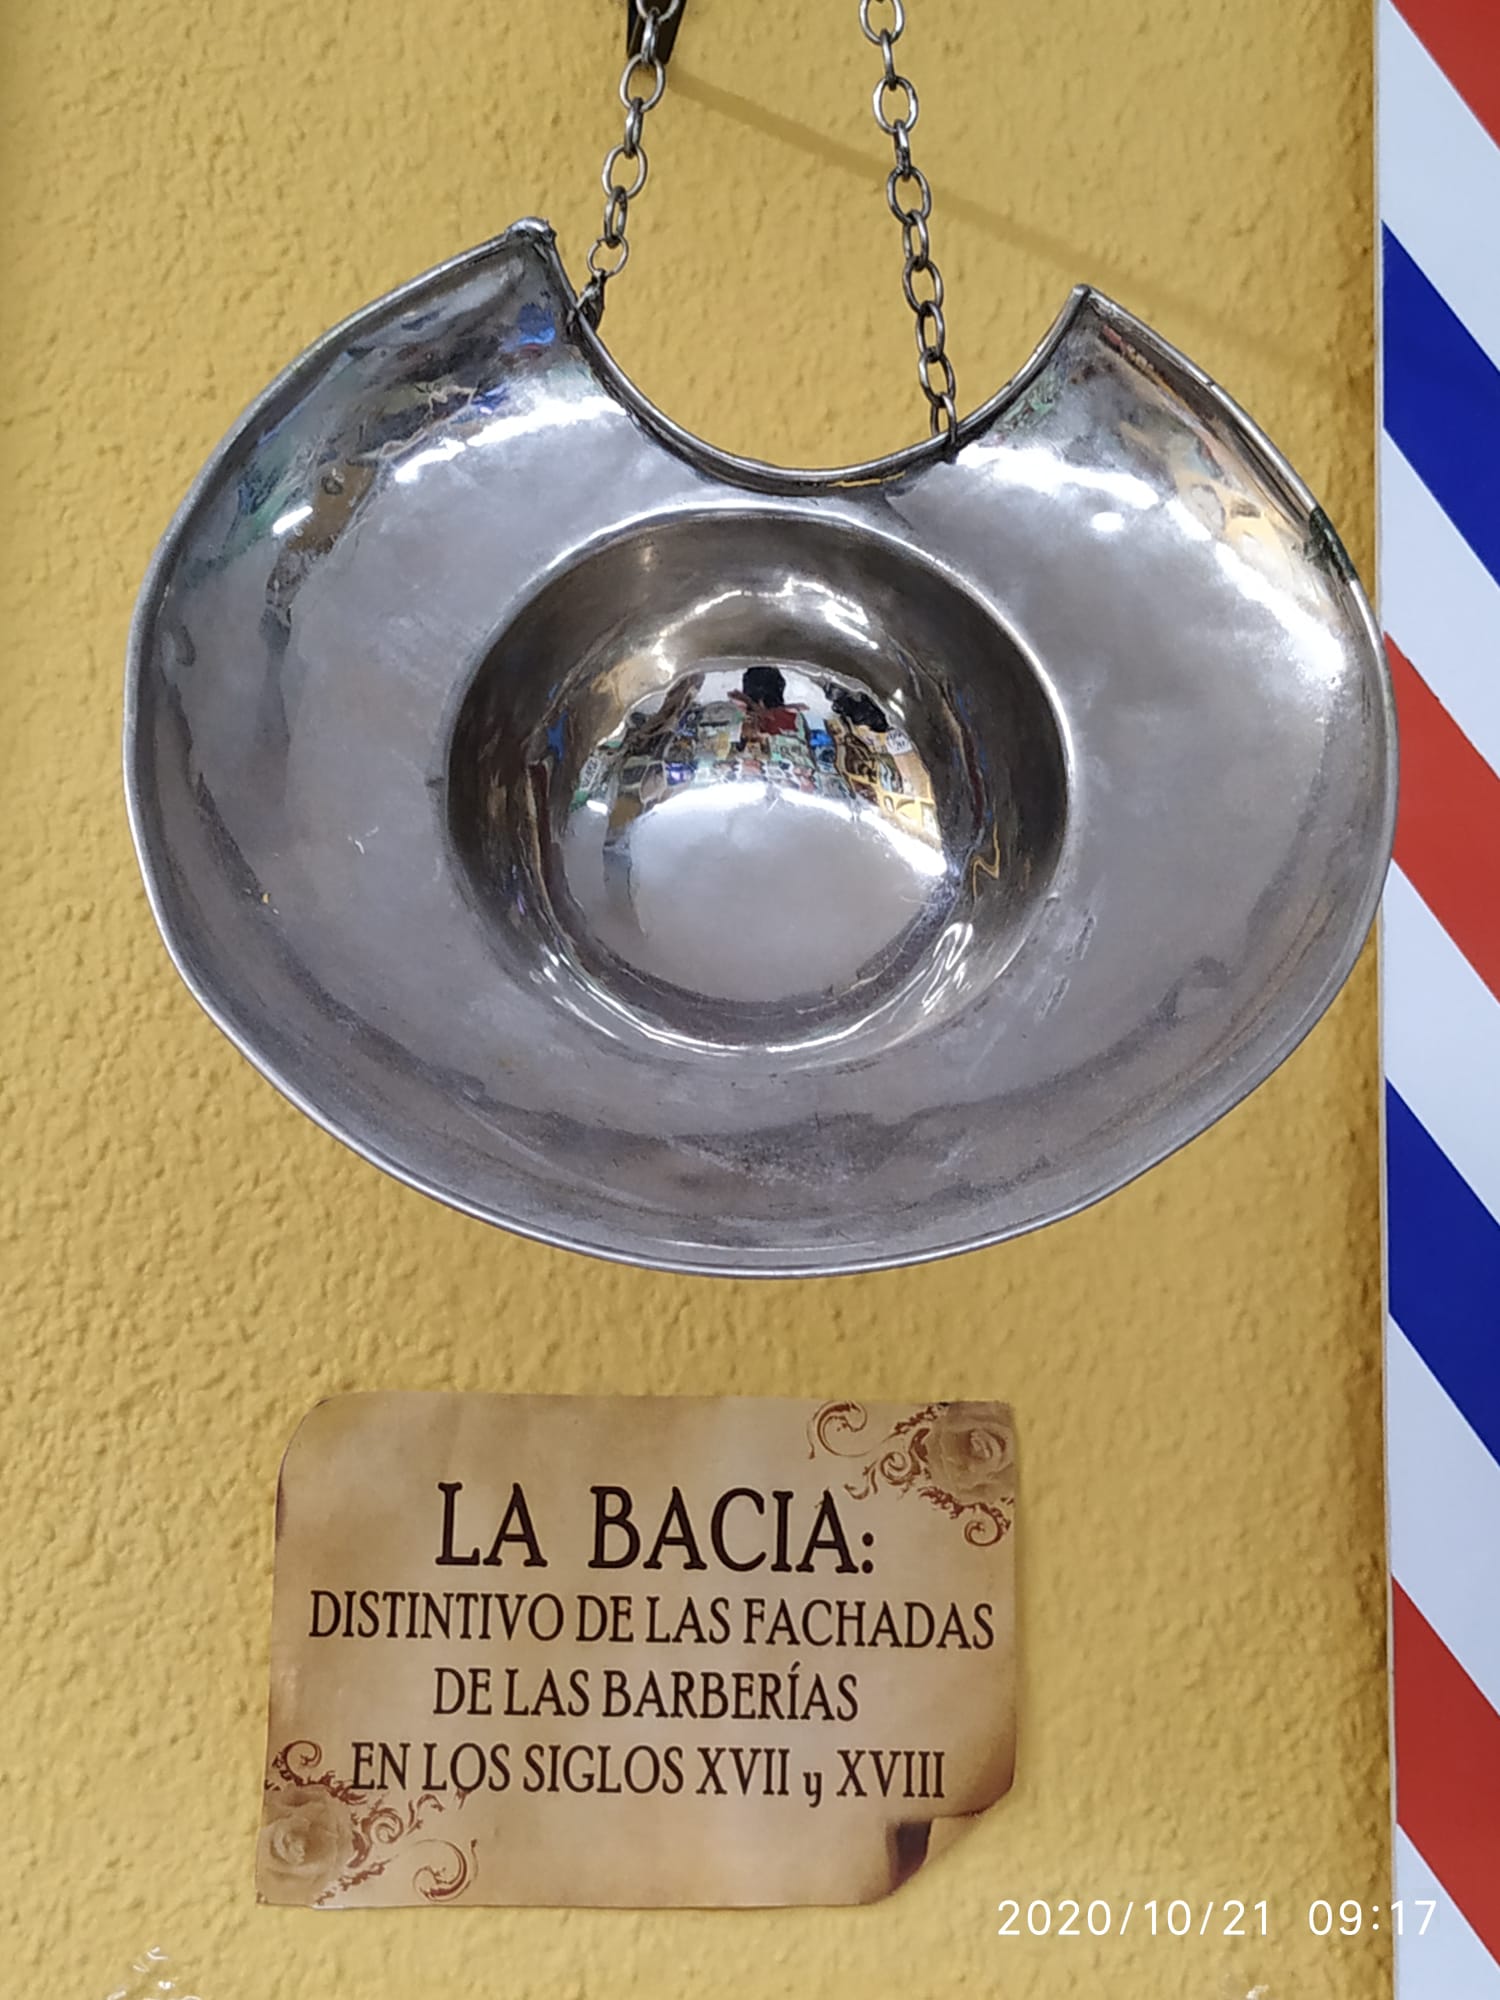 LA BACIA:
DISTINTIVO DE LAS FACHADAS
DE LAS BARBERÍAS
EN LOS SIGLOS XVII y XVIII
2020/10/21 09:17